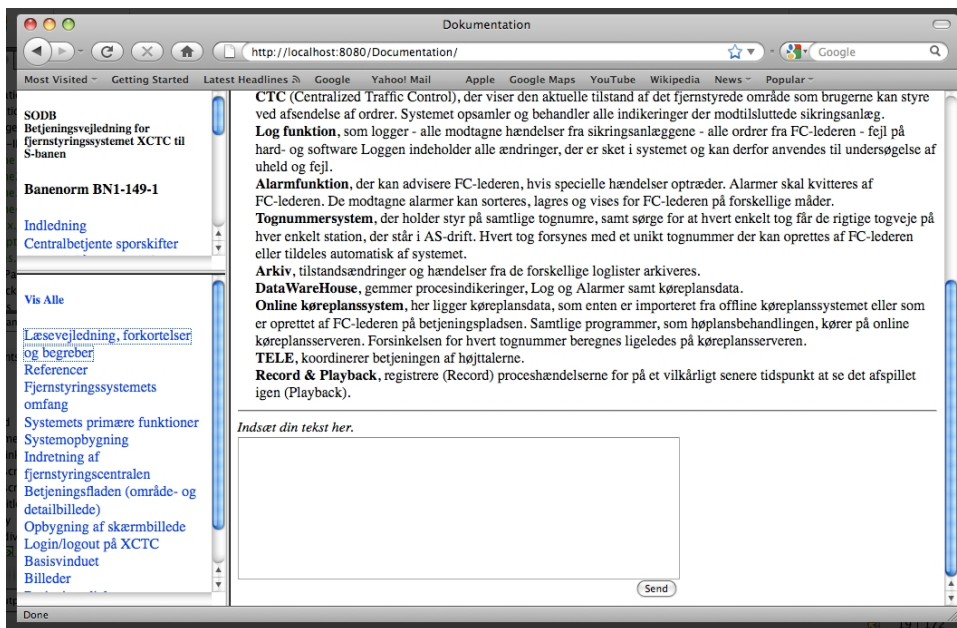 Dokumentation
http://localhost:8080/Documentation/
Google
Most Visited
Getting Started
Latest Headlines
Google
Yahoo! Mail
Apple
Google Maps
YouTube
Wikipedia
News
Popular
SODB
Betjeningsvejledning for
fjernstyringssystemet XCTC til
S-banen
Banenorm BN1-149-1
Indledning
Centralbetjente sporskifter
Vis Alle
Læsevejledning, forkortelser
og begreber
Referencer
Fjernstyringssystemets
omfang
Systemets primære funktioner
Systemopbygning
Indretning af
fjernstyringscentralen
Betjeningsfladen (område- og
detailbillede)
Opbygning af skærmbillede
Login/logout på XCTC
Basisvinduet
Billeder
CTC (Centralized Traffic Control), der viser den aktuelle tilstand af det fjernstyrede område som brugerne kan styre
ved afsendelse af ordrer. Systemet opsamler og behandler alle indikeringer der modtilsluttede sikringsanlæg.
Log funktion, som logger - alle modtagne hændelser fra sikringsanlæggene - alle ordrer fra FC-lederen - fejl på
hard- og software Loggen indeholder alle ændringer, der er sket i systemet og kan derfor anvendes til undersøgelse af
uheld og fejl.
Alarmfunktion, der kan advisere FC-lederen, hvis specielle hændelser optræder. Alarmer skal kvitteres af
FC-lederen. De modtagne alarmer kan sorteres, lagres og vises for FC-lederen på forskellige måder.
Tognummersystem, der holder styr på samtlige tognumre, samt sørge for at hvert enkelt tog får de rigtige togveje på
hver enkelt station, der står i AS-drift. Hvert tog forsynes med et unikt tognummer der kan oprettes af FC-lederen
eller tildeles automatisk af systemet.
Arkiv, tilstandsændringer og hændelser fra de forskellige loglister arkiveres.
DataWareHouse, gemmer procesindikeringer, Log og Alarmer samt køreplansdata.
Online køreplanssystem, her ligger køreplansdata, som enten er importeret fra offline køreplanssystemet eller som
er oprettet af FC-lederen på betjeningspladsen. Samtlige programmer, som høplansbehandlingen, kører på online
køreplansserveren. Forsinkelsen for hvert tognummer beregnes ligeledes på køreplansserveren.
TELE, koordinerer betjeningen af højttalerne.
Record & Playback, registrere (Record) proceshændelserne for på et vilkårligt senere tidspunkt at se det afspillet
igen (Playback).
Indsæt din tekst her.
Send
Done